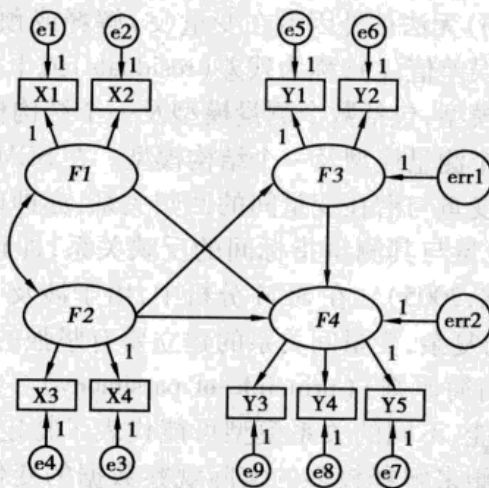 e1 e2 e5 e6
1 1 1 1
X1 X2 Y1 Y2
1 1
F1 F3 1 err1
F2 F4 1 err2
1 1
X3 X4 Y3 Y4 Y5
1 1 1 1 1
e4 e3 e9 e8 e7